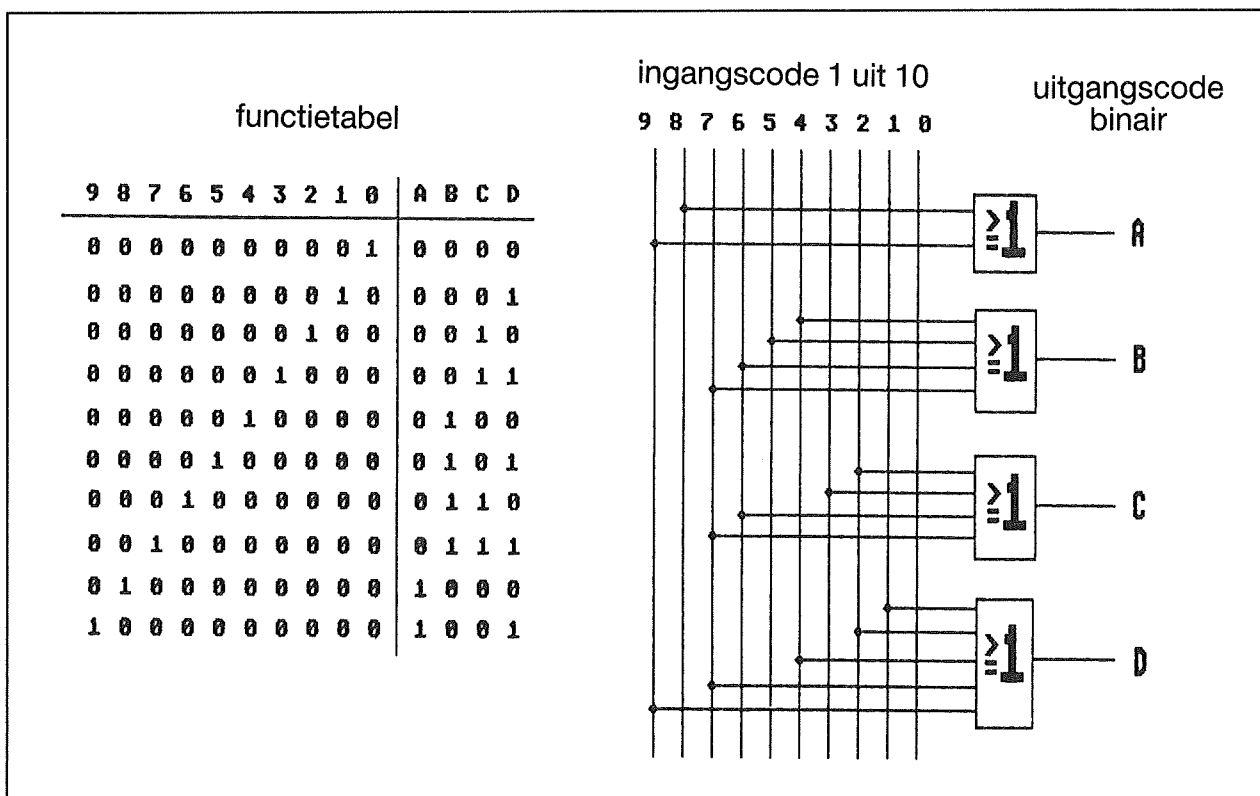 functietabel
9 8 7 6 5 4 3 2 1 0 A B C D
0 0 0 0 0 0 0 0 0 1 0 0 0 0
0 0 0 0 0 0 0 0 1 0 0 0 0 1
0 0 0 0 0 0 0 1 0 0 0 0 1 0
0 0 0 0 0 0 1 0 0 0 0 0 1 1
0 0 0 0 0 1 0 0 0 0 0 1 0 0
0 0 0 0 1 0 0 0 0 0 0 1 0 1
0 0 0 1 0 0 0 0 0 0 0 1 1 0
0 0 1 0 0 0 0 0 0 0 0 1 1 1
0 1 0 0 0 0 0 0 0 0 1 0 0 0
1 0 0 0 0 0 0 0 0 0 1 0 0 1
ingangscode 1 uit 10
9 8 7 6 5 4 3 2 1 0
uitgangscode
binair
≥1 A
≥1 B
≥1 C
≥1 D